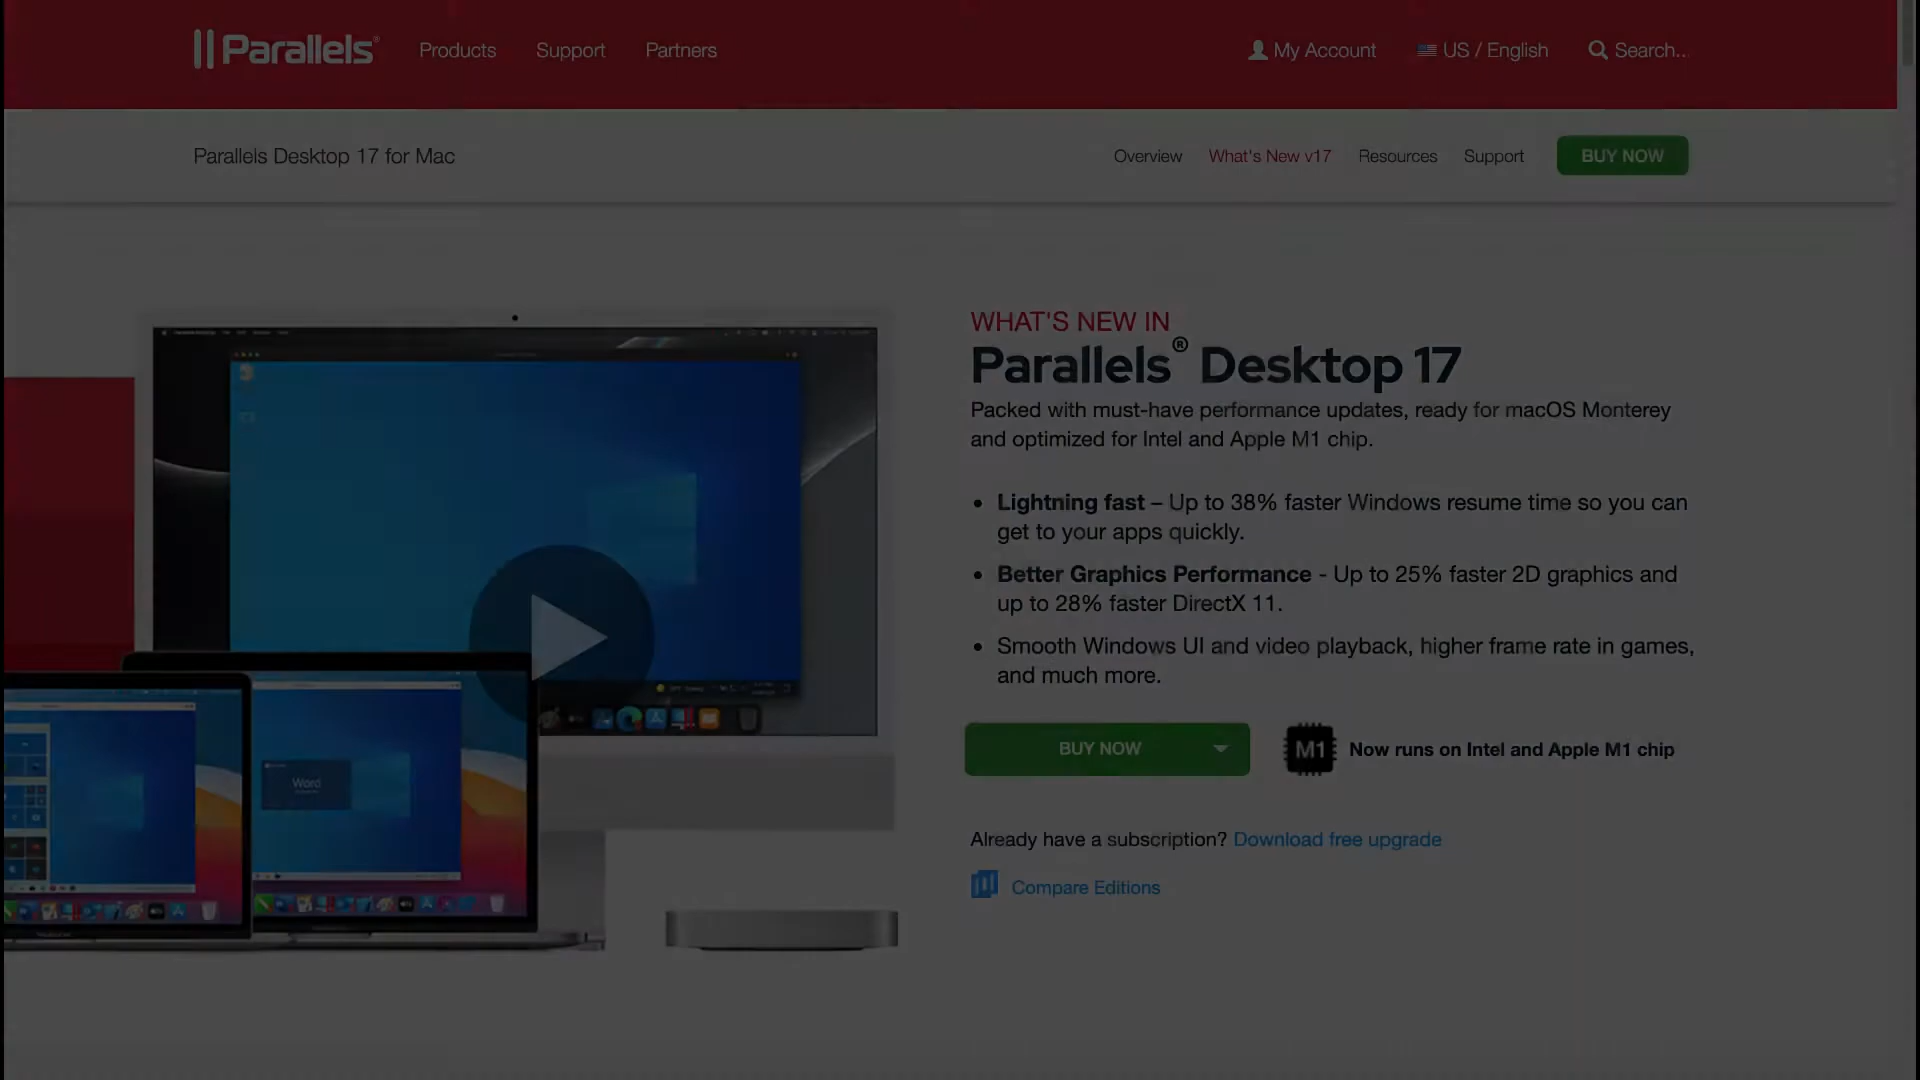 Parallels®
Products
Support
Partners
My Account
US / English
Search...
Parallels Desktop 17 for Mac
Overview
What's New v17
Resources
Support
BUY NOW
WHAT'S NEW IN
Parallels® Desktop 17
Packed with must-have performance updates, ready for macOS Monterey
and optimized for Intel and Apple M1 chip.
Lightning fast – Up to 38% faster Windows resume time so you can
get to your apps quickly.
Better Graphics Performance - Up to 25% faster 2D graphics and
up to 28% faster DirectX 11.
Smooth Windows UI and video playback, higher frame rate in games,
and much more.
Word
BUY NOW
M1
Now runs on Intel and Apple M1 chip
Already have a subscription? Download free upgrade
Compare Editions